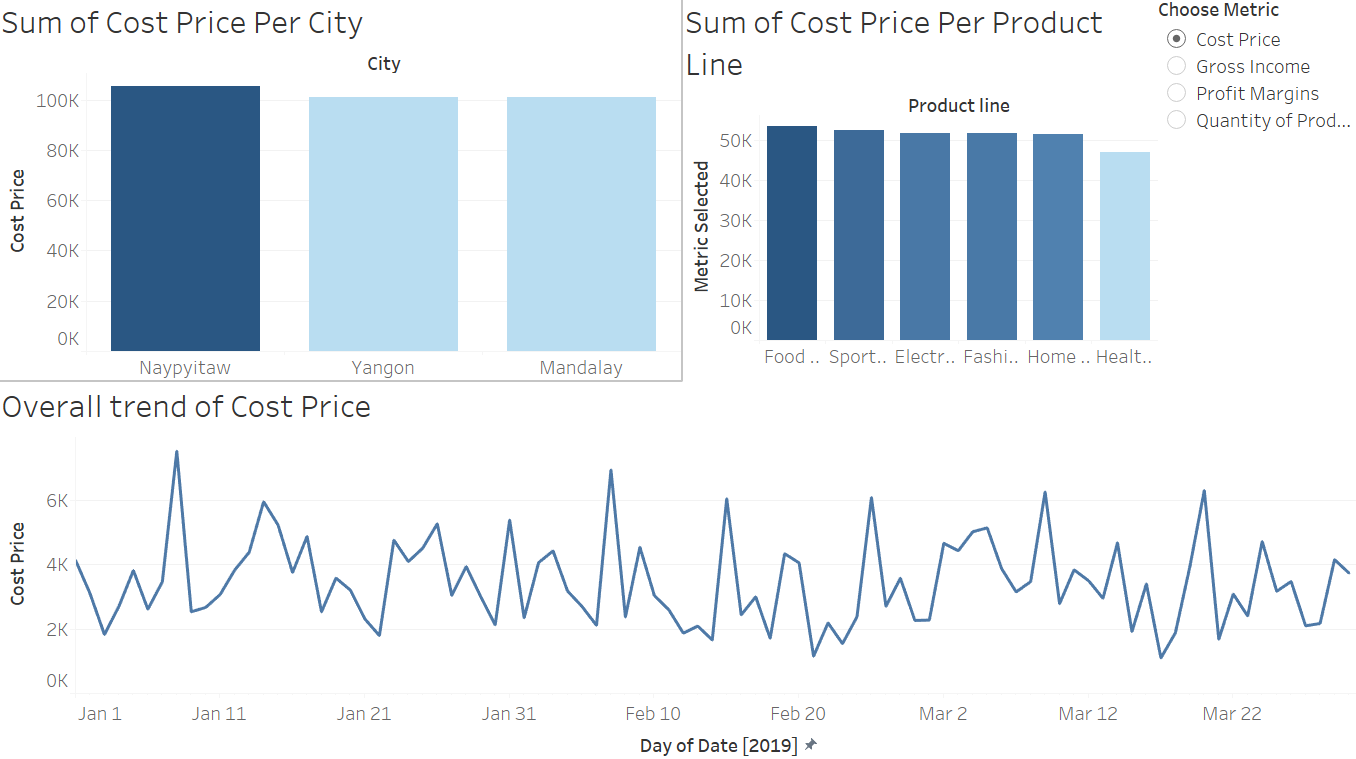 Sum of Cost Price Per City
City
Cost Price
100K
80K
60K
40K
20K
0K
Naypyitaw Yangon Mandalay
Sum of Cost Price Per Product
Line
Product line
Metric Selected
50K
40K
30K
20K
10K
0K
Food .. Sport.. Electr.. Fashi.. Home .. Healt..
Choose Metric
Cost Price
Gross Income
Profit Margins
Quantity of Prod...
Overall trend of Cost Price
Cost Price
6K
4K
2K
0K
Jan 1 Jan 11 Jan 21 Jan 31 Feb 10 Feb 20 Mar 2 Mar 12 Mar 22
Day of Date [2019]